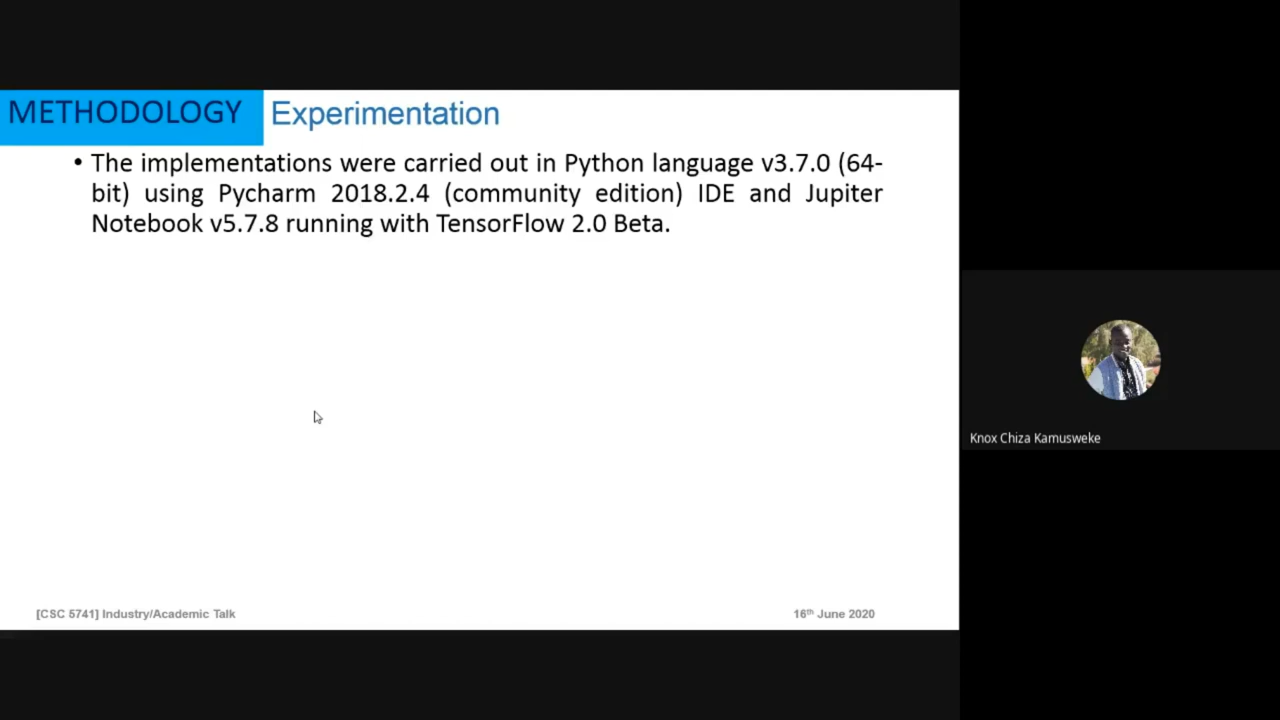 METHODOLOGY Experimentation
• The implementations were carried out in Python language v3.7.0 (64-
bit) using Pycharm 2018.2.4 (community edition) IDE and Jupiter
Notebook v5.7.8 running with TensorFlow 2.0 Beta.
Knox Chiza Kamusweke
[CSC 5741] Industry/Academic Talk
16th June 2020